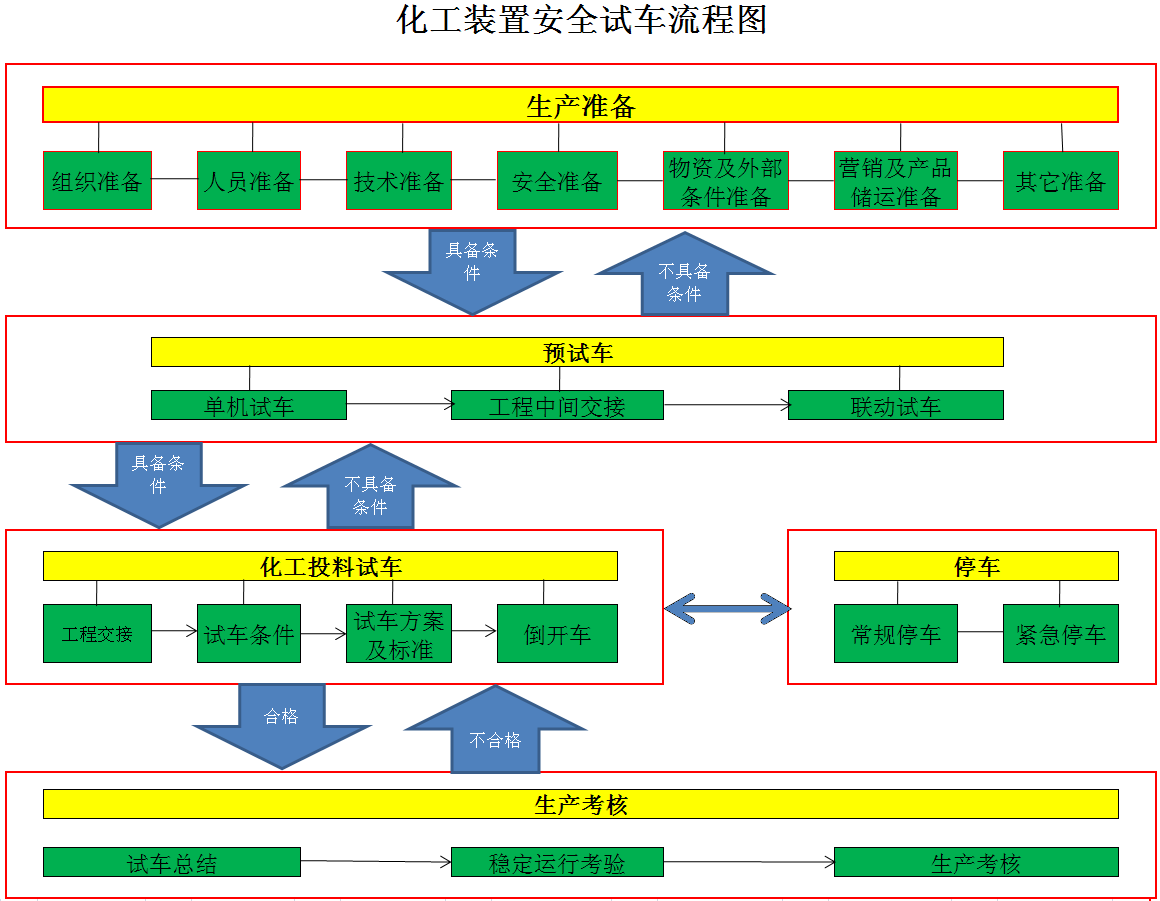 化工装置安全试车流程图
生产准备
组织准备
人员准备
技术准备
安全准备
物资及外部
条件准备
营销及产品
储运准备
其它准备
具备条
件
不具备
条件
预试车
单机试车
工程中间交接
联动试车
具备条
件
不具备
条件
化工投料试车
工程交接
试车条件
试车方案
及标准
倒开车
停车
常规停车
紧急停车
合格
不合格
生产考核
试车总结
稳定运行考验
生产考核